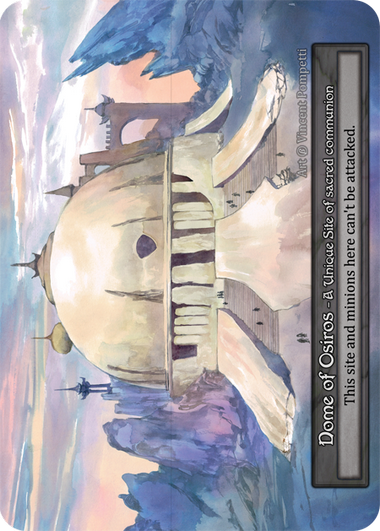 Art © Vincent Pompetti
Dome of Osiros – A Unique Site of sacred communion
This site and minions here can't be attacked.